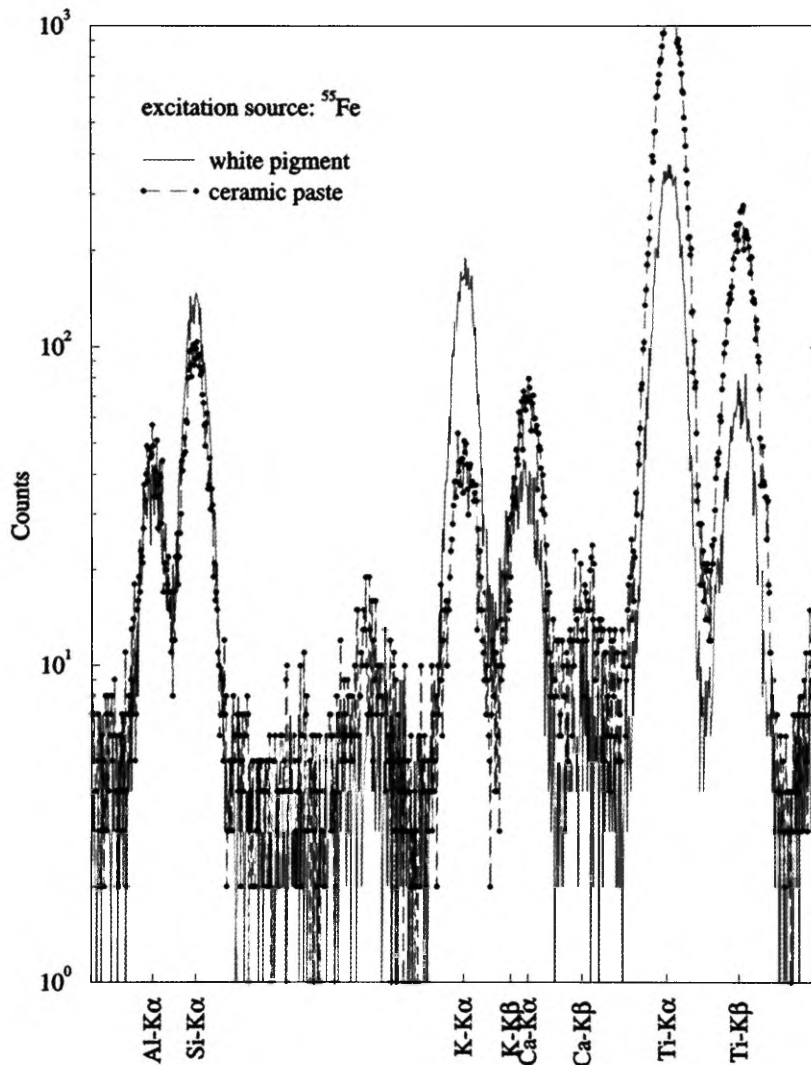 10³
excitation source: ⁵⁵Fe
white pigment
ceramic paste
10²
Counts
10¹
10⁰
Al-Kα
Si-Kα
K-Kα
K-Kβ
Ca-Kα
Ca-Kβ
Ti-Kα
Ti-Kβ